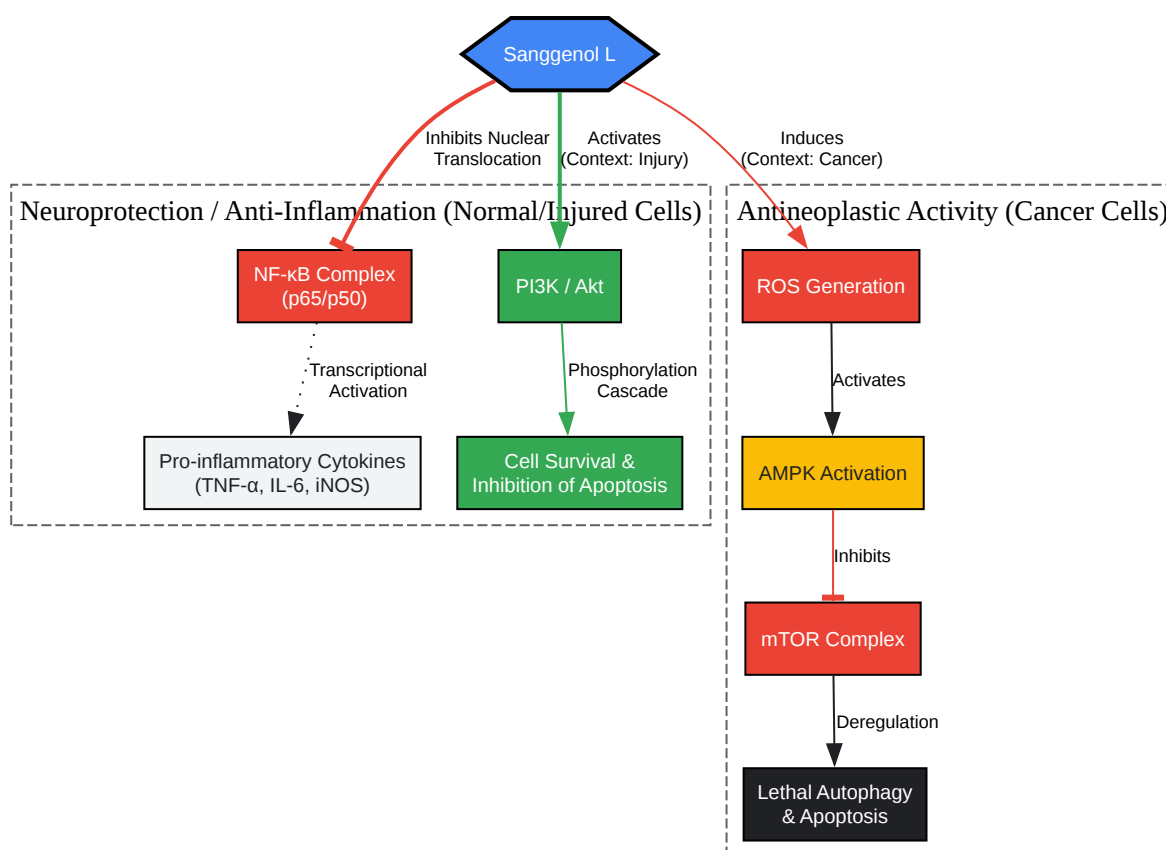 Sanggenol L
Inhibits Nuclear
Translocation
Activates
(Context: Injury)
Induces
(Context: Cancer)
Neuroprotection / Anti-Inflammation (Normal/Injured Cells)
Antineoplastic Activity (Cancer Cells)
NF-κB Complex
(p65/p50)
PI3K / Akt
ROS Generation
Transcriptional
Activation
Phosphorylation
Cascade
Activates
Pro-inflammatory Cytokines
(TNF-α, IL-6, iNOS)
Cell Survival &
Inhibition of Apoptosis
AMPK Activation
Inhibits
mTOR Complex
Deregulation
Lethal Autophagy
& Apoptosis